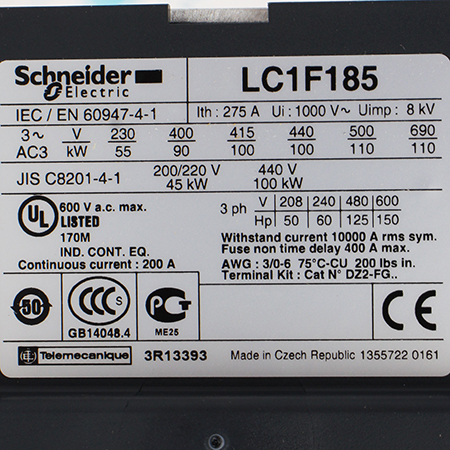 Schneider Electric LC1F185
IEC / EN 60947-4-1 Ith : 275 A Ui : 1000 V~ Uimp : 8 kV
3~ V 230 400 415 440 500 690
AC3 kW 55 90 100 100 110 110
JIS C8201-4-1 200/220 V 440 V
45 kW 100 kW
UL 600 V a.c. max.
LISTED
170M
IND. CONT. EQ.
Continuous current : 200 A
3 ph V 208 240 480 600
Hp 50 60 125 150
Withstand current 10000 A rms sym.
Fuse non time delay 400 A max.
AWG : 3/0-6 75°C-CU 200 lbs in.
Terminal Kit : Cat N° DZ2-FG..
50 CCC PCT CE
GB14048.4 ME25
Telemecanique 3R13393 Made in Czech Republic 1355722 0161